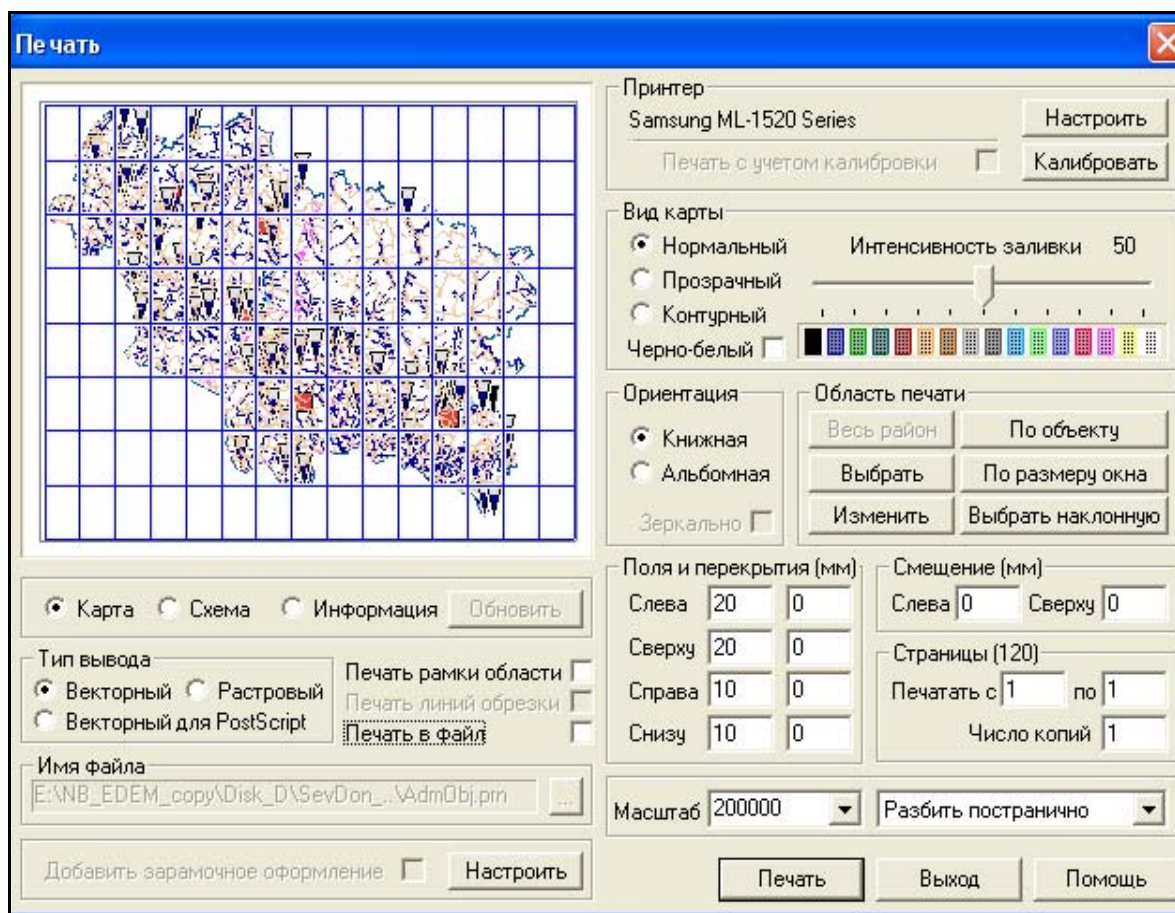 Печать
Принтер
Samsung ML-1520 Series
Настроить
Печать с учетом калибровки
Калибровать
Вид карты
Нормальный
Интенсивность заливки 50
Прозрачный
Контурный
Черно-белый
Ориентация
Книжная
Альбомная
Зеркально
Область печати
Весь район
По объекту
Выбрать
По размеру окна
Изменить
Выбрать наклонную
Карта
Схема
Информация
Обновить
Тип вывода
Векторный
Растровый
Векторный для PostScript
Печать рамки области
Печать линий обрезки
Печать в файл
Имя файла
E:\NB_EDEM_copy\Disk_D\SevDon_..\AdmObj.prn
...
Добавить зарамочное оформление
Настроить
Поля и перекрытия (мм)
Слева 20 0
Сверху 20 0
Справа 10 0
Снизу 10 0
Смещение (мм)
Слева 0 Сверху 0
Страницы (120)
Печатать с 1 по 1
Число копий 1
Масштаб 200000
Разбить постранично
Печать
Выход
Помощь